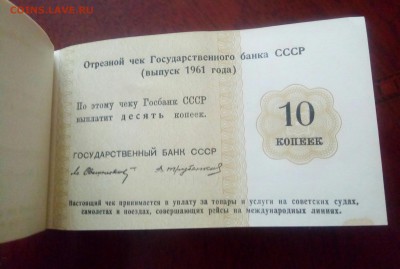 COINS.LAVE.RU
Отрезной чек Государственного банка СССР
(выпуск 1961 года)
По этому чеку Госбанк СССР
выплатит десять копеек.
10
КОПЕЕК
ГОСУДАРСТВЕННЫЙ БАНК СССР
Настоящий чек принимается в уплату за товары и услуги на советских судах,
самолетах и поездах, совершающих рейсы на международных линиях.